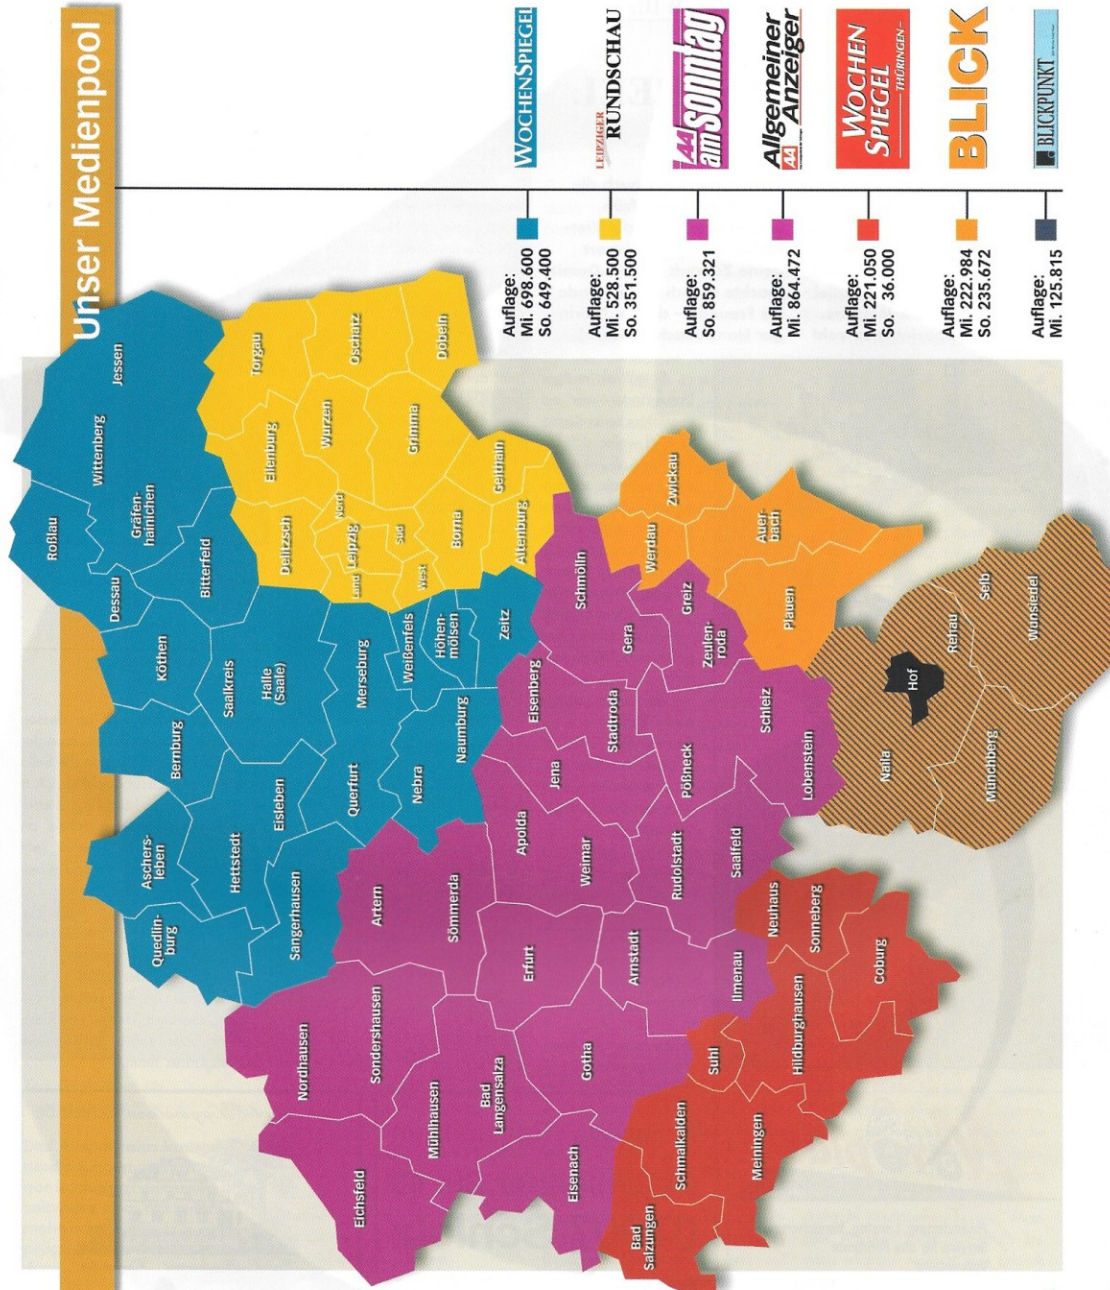 Unser Medienpool
Quedlin-
burg
Aschers-
leben
Bernburg
Köthen
Dessau
Roßlau
Wittenberg
Jessen
Gräfen-
hainichen
Bitterfeld
Saalkreis
Halle
(Saale)
Hettstedt
Eisleben
Sangerhausen
Querfurt
Merseburg
Nebra
Naumburg
Weißenfels
Höhen-
mölsen
Zeitz
Delitzsch
Eilenburg
Torgau
Nord
Leipzig
Land
Süd
West
Wurzen
Oschatz
Grimma
Döbeln
Borna
Geithain
Altenburg
Nordhausen
Eichsfeld
Sondershausen
Artern
Mühlhausen
Sömmerda
Bad
Langensalza
Erfurt
Apolda
Jena
Eisenberg
Weimar
Stadtroda
Gera
Schmölln
Eisenach
Gotha
Arnstadt
Rudolstadt
Pößneck
Zeulen-
roda
Greiz
Saalfeld
Schleiz
Lobenstein
Ilmenau
Werdau
Zwickau
Plauen
Auer-
bach
Bad
Salzungen
Schmalkalden
Suhl
Meiningen
Hildburghausen
Neuhaus
Sonneberg
Coburg
Naila
Hof
Rehau
Selb
Münchberg
Wunsiedel
Auflage:
Mi. 698.600
So. 649.400
WOCHENSPIEGEL
Auflage:
Mi. 528.500
So. 351.500
LEIPZIGER
RUNDSCHAU
Auflage:
So. 859.321
AA
am Sonntag
Auflage:
Mi. 864.472
Allgemeiner
AA Anzeiger
Auflage:
Mi. 221.050
So. 36.000
WOCHEN
SPIEGEL
–THÜRINGEN–
Auflage:
Mi. 222.984
So. 235.672
BLICK
Auflage:
Mi. 125.815
BLICKPUNKT